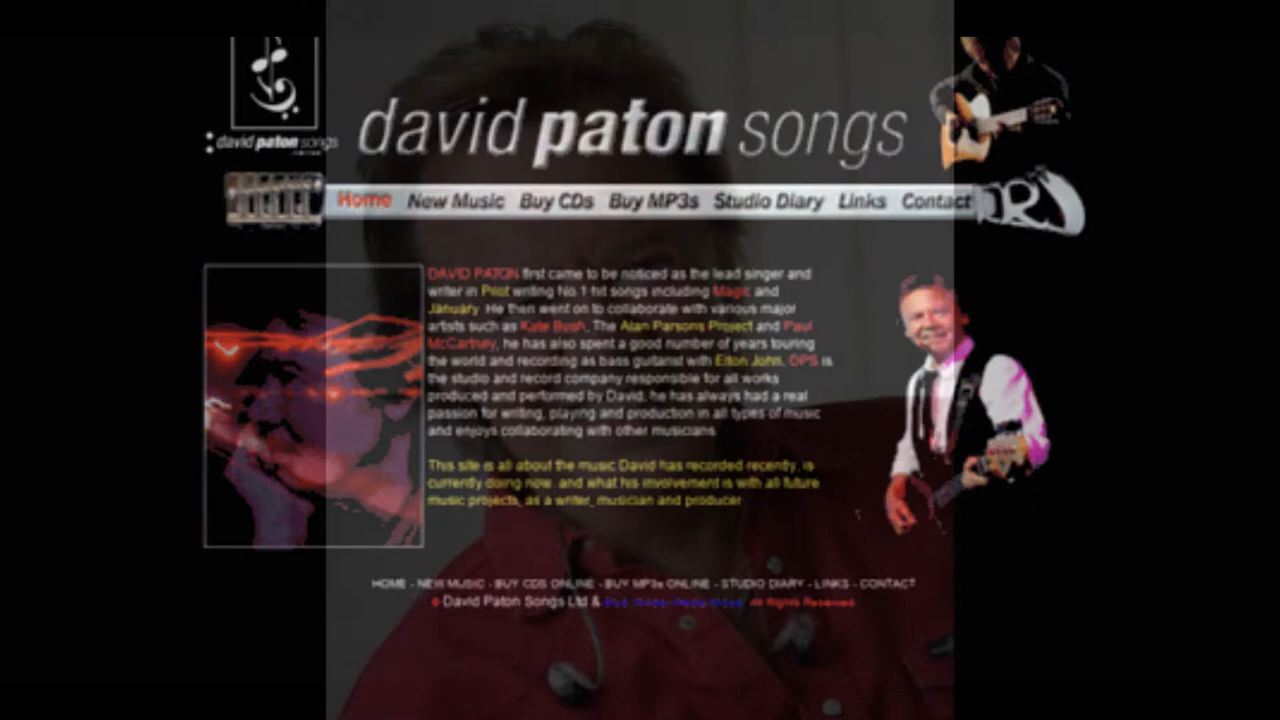 david paton songs
david paton songs
Home New Music Buy CDs Buy MP3s Studio Diary Links Contact
DAVID PATON first came to be noticed as the lead singer and
writer in Pilot writing No.1 hit songs including Magic and
January. He then went on to collaborate with various major
artists such as Kate Bush, The Alan Parsons Project and Paul
McCartney, he has also spent a good number of years touring
the world and recording as bass guitarist with Elton John. DPS is
the studio and record company responsible for all works
produced and performed by David, he has always had a real
passion for writing, playing and production in all types of music
and enjoys collaborating with other musicians
This site is all about the music David has recorded recently, is
currently doing now, and what his involvement is with all future
music projects, as a writer, musician and producer
HOME - NEW MUSIC - BUY CDS ONLINE - BUY MP3s ONLINE - STUDIO DIARY - LINKS - CONTACT
© David Paton Songs Ltd & All Rights Reserved